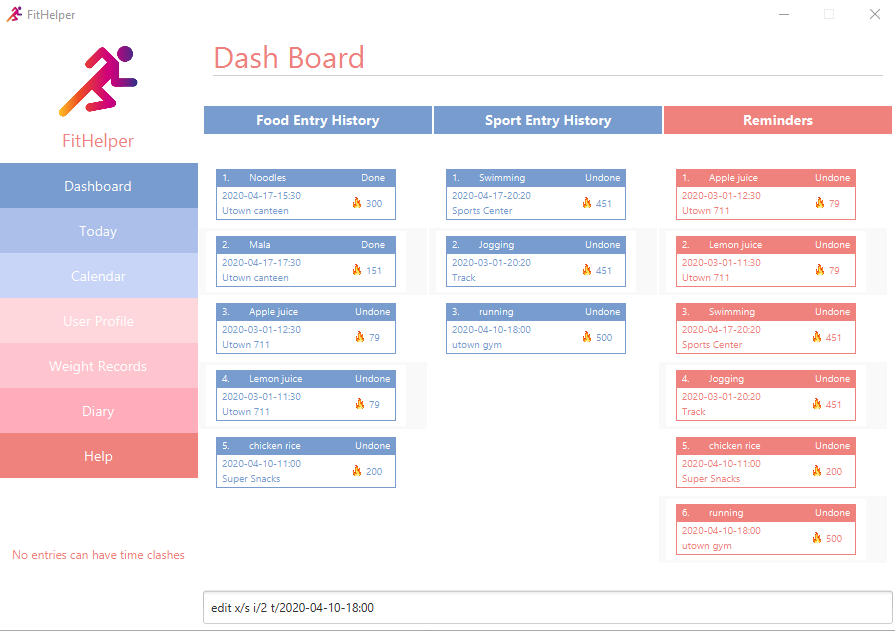 FitHelper
Dash Board
FitHelper
Dashboard
Today
Calendar
User Profile
Weight Records
Diary
Help
No entries can have time clashes
Food Entry History
1. Noodles Done
2020-04-17-15:30
300
Utown canteen
2. Mala Done
2020-04-17-17:30
151
Utown canteen
3. Apple juice Undone
2020-03-01-12:30
79
Utown 711
4. Lemon juice Undone
2020-03-01-11:30
79
Utown 711
5. chicken rice Undone
2020-04-10-11:00
200
Super Snacks
Sport Entry History
1. Swimming Undone
2020-04-17-20:20
451
Sports Center
2. Jogging Undone
2020-03-01-20:20
451
Track
3. running Undone
2020-04-10-18:00
500
utown gym
Reminders
1. Apple juice Undone
2020-03-01-12:30
79
Utown 711
2. Lemon juice Undone
2020-03-01-11:30
79
Utown 711
3. Swimming Undone
2020-04-17-20:20
451
Sports Center
4. Jogging Undone
2020-03-01-20:20
451
Track
5. chicken rice Undone
2020-04-10-11:00
200
Super Snacks
6. running Undone
2020-04-10-18:00
500
utown gym
edit x/s i/2 t/2020-04-10-18:00